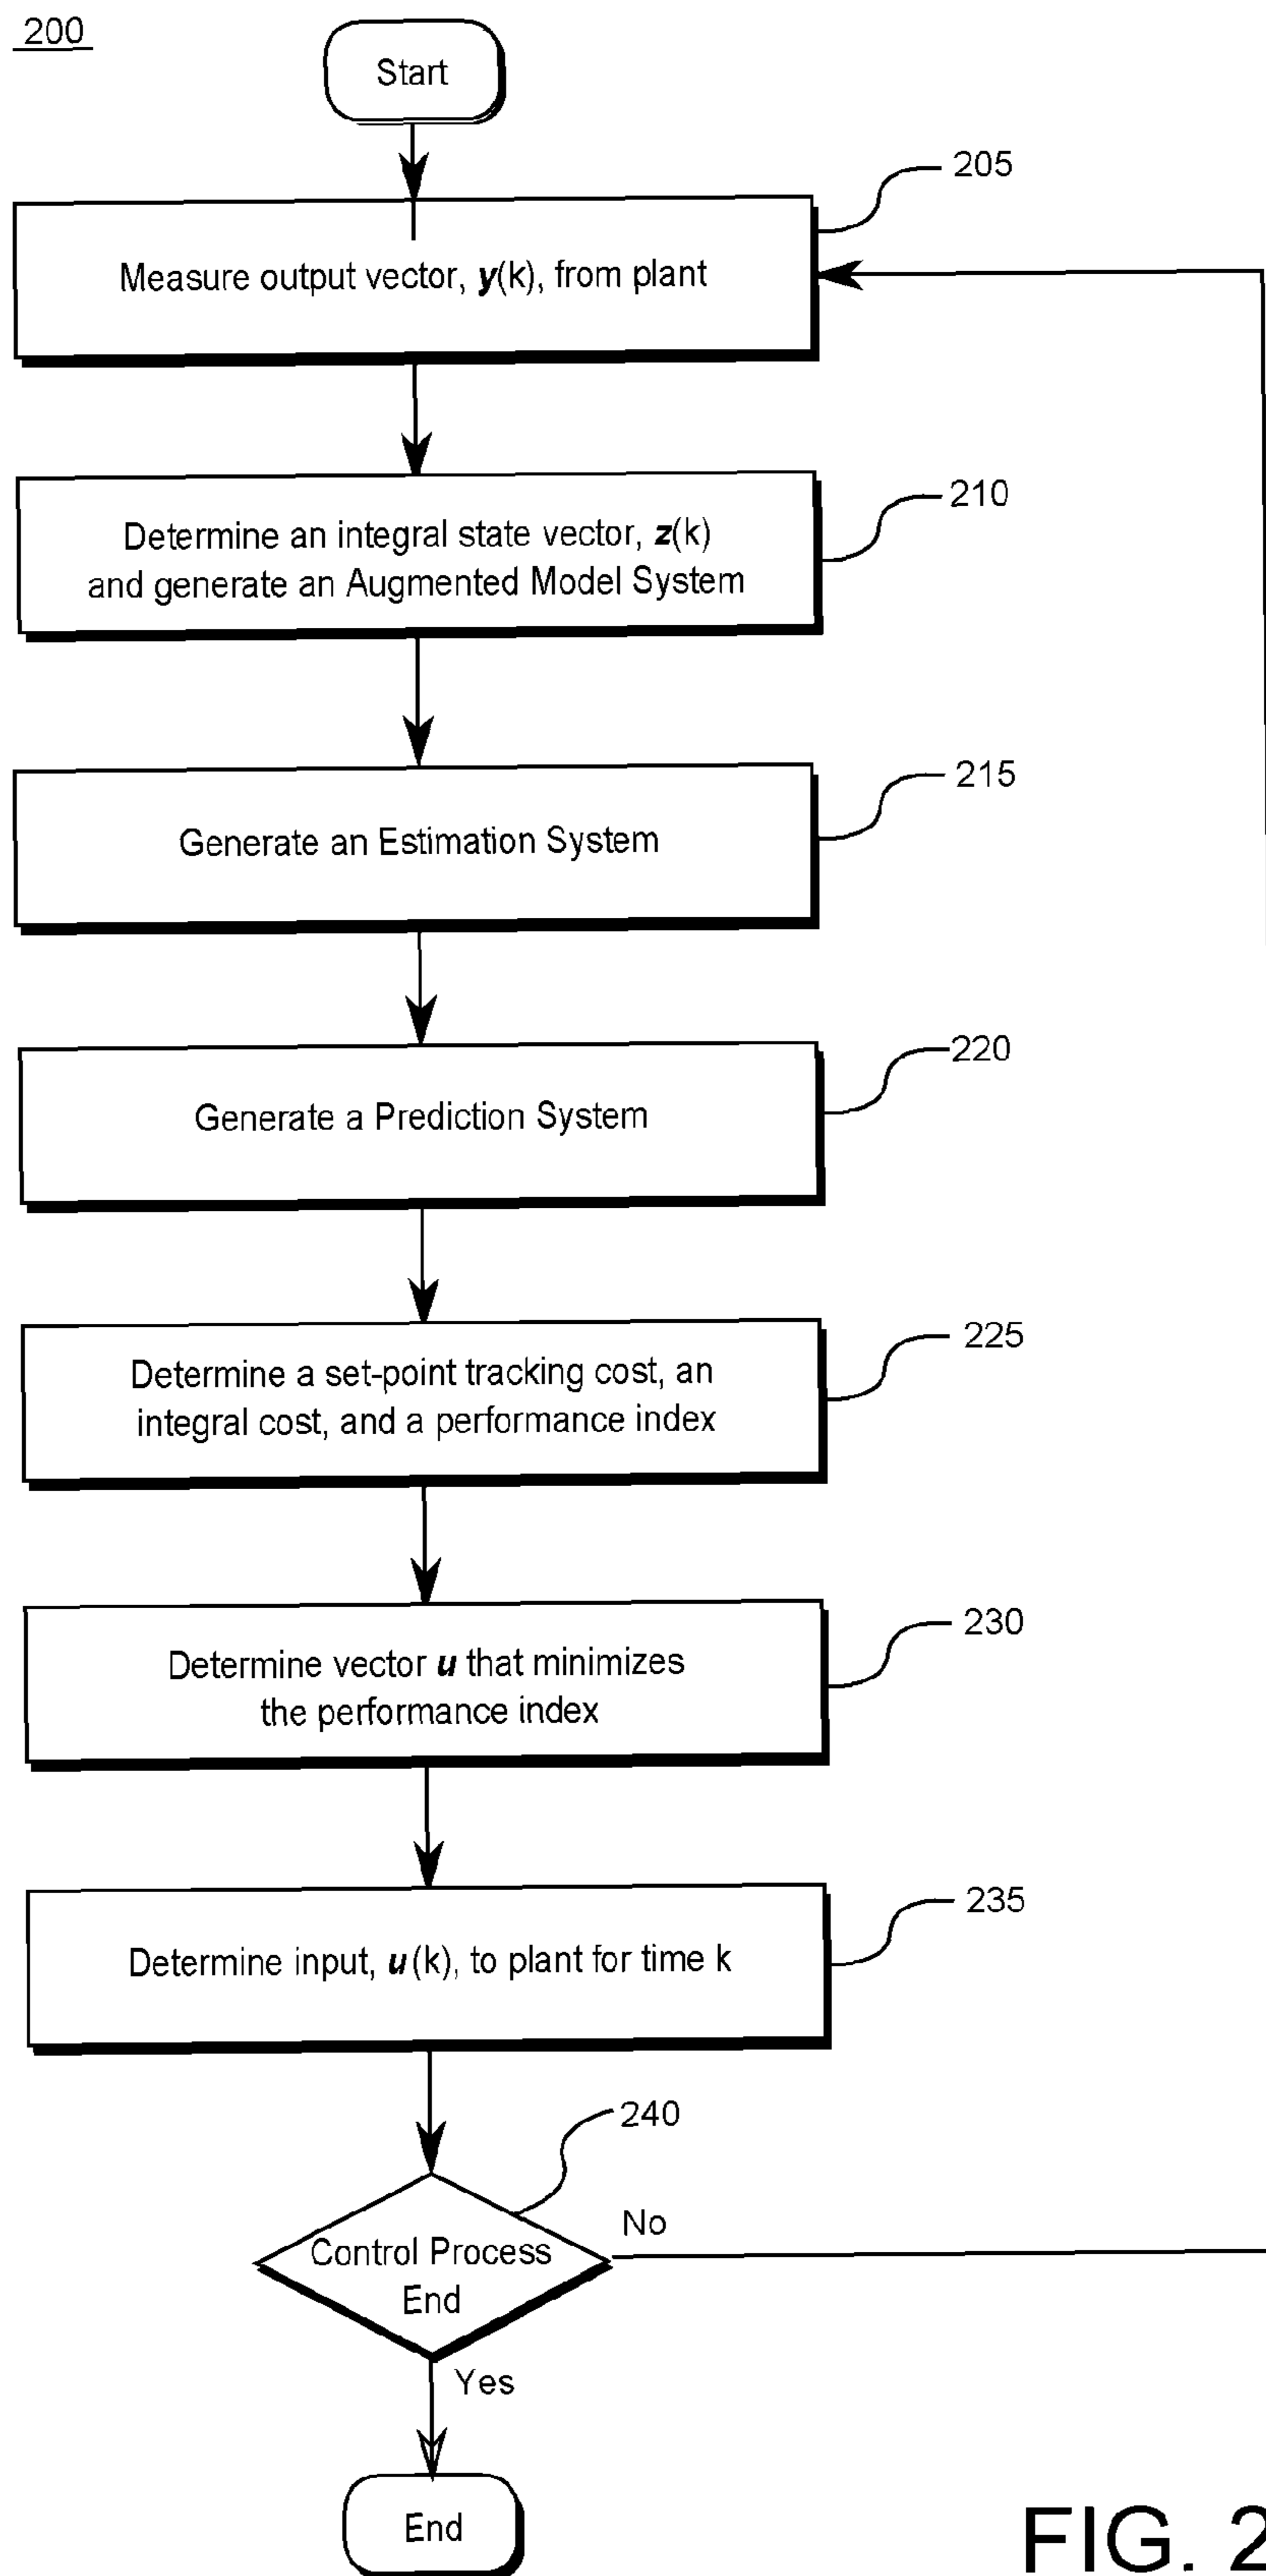 200
Start
205
Measure output vector, y(k), from plant
210
Determine an integral state vector, z(k)
and generate an Augmented Model System
215
Generate an Estimation System
220
Generate a Prediction System
225
Determine a set-point tracking cost, an
integral cost, and a performance index
230
Determine vector u that minimizes
the performance index
235
Determine input, u(k), to plant for time k
240
Control Process
End
No
Yes
End
FIG. 2